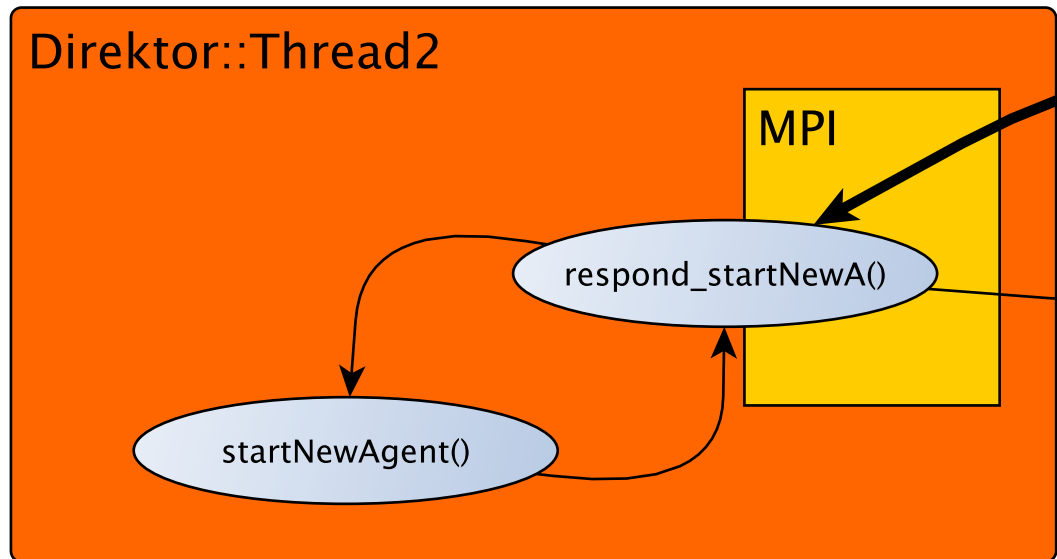 Direktor::Thread2
MPI
respond_startNewA()
startNewAgent()